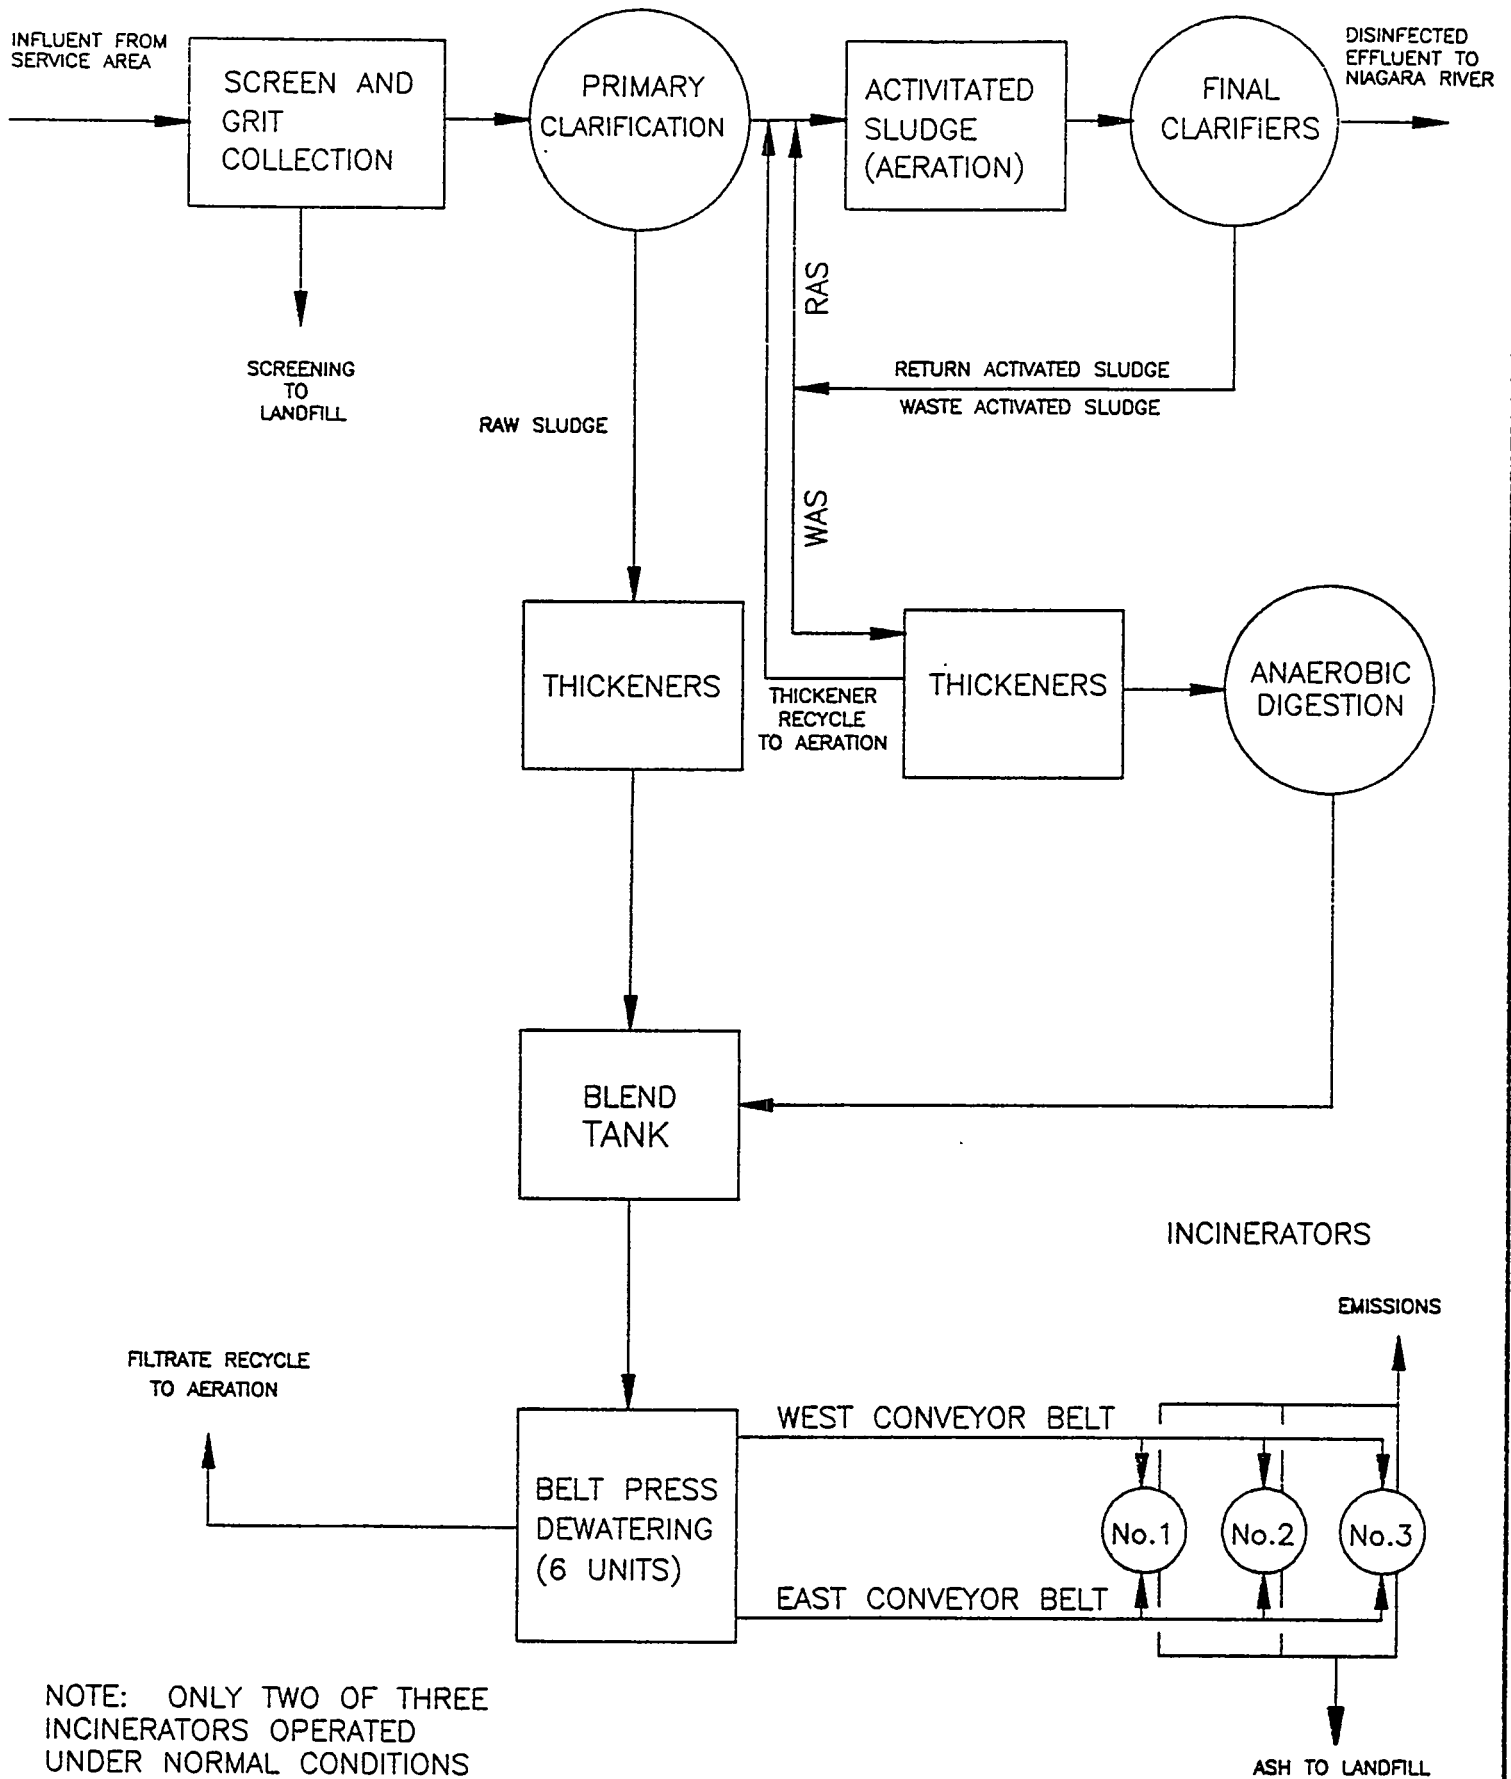 INFLUENT FROM
SERVICE AREA
SCREEN AND
GRIT
COLLECTION
PRIMARY
CLARIFICATION
ACTIVITATED
SLUDGE
(AERATION)
FINAL
CLARIFIERS
DISINFECTED
EFFLUENT TO
NIAGARA RIVER
SCREENING
TO
LANDFILL
RAW SLUDGE
RAS
RETURN ACTIVATED SLUDGE
WASTE ACTIVATED SLUDGE
WAS
THICKENERS
THICKENER
RECYCLE
TO AERATION
THICKENERS
ANAEROBIC
DIGESTION
BLEND
TANK
INCINERATORS
EMISSIONS
FILTRATE RECYCLE
TO AERATION
WEST CONVEYOR BELT
BELT PRESS
DEWATERING
(6 UNITS)
No.1
No.2
No.3
EAST CONVEYOR BELT
NOTE: ONLY TWO OF THREE
INCINERATORS OPERATED
UNDER NORMAL CONDITIONS
ASH TO LANDFILL